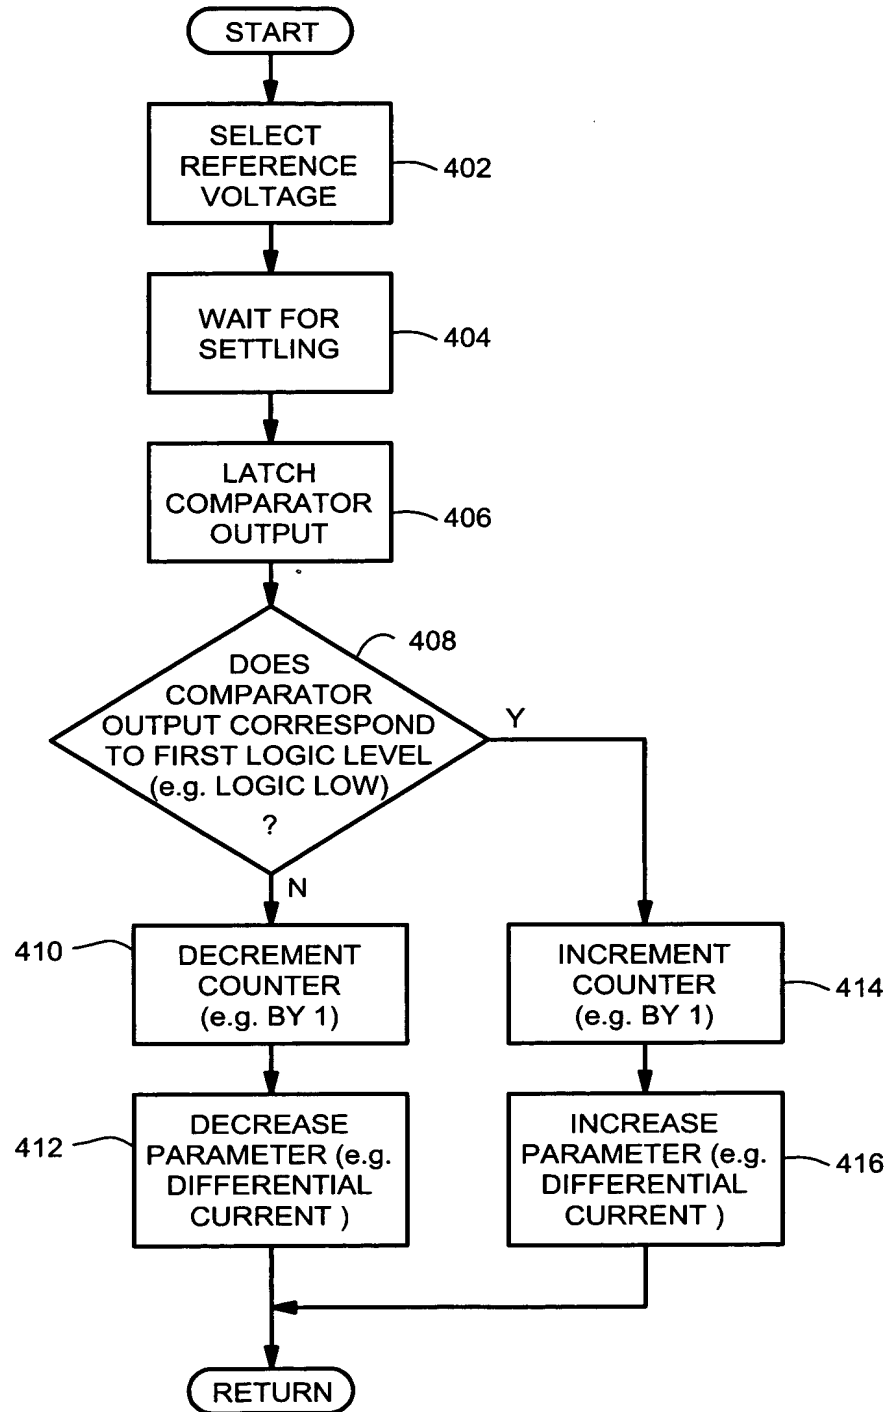 START
SELECT
REFERENCE
VOLTAGE
402
WAIT FOR
SETTLING
404
LATCH
COMPARATOR
OUTPUT
406
408
DOES
COMPARATOR
OUTPUT CORRESPOND
TO FIRST LOGIC LEVEL
(e.g. LOGIC LOW)
?
Y
N
410
DECREMENT
COUNTER
(e.g. BY 1)
INCREMENT
COUNTER
(e.g. BY 1)
414
412
DECREASE
PARAMETER (e.g.
DIFFERENTIAL
CURRENT )
INCREASE
PARAMETER (e.g.
DIFFERENTIAL
CURRENT )
416
RETURN